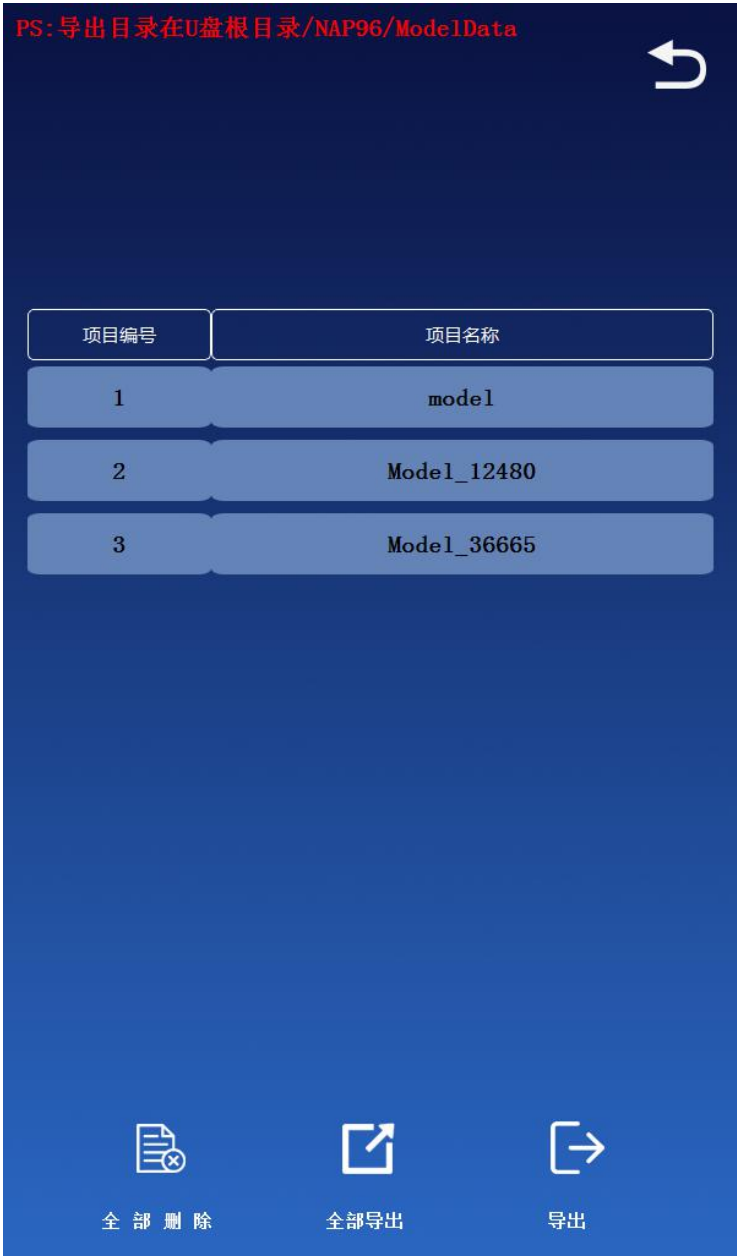 PS:导出目录在U盘根目录/NAP96/ModelData
项目编号 项目名称
1 model
2 Model_12480
3 Model_36665
全部删除 全部导出 导出